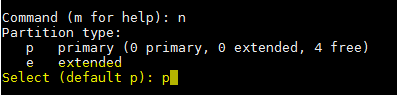 Command (m for help): n
Partition type:
   p   primary (0 primary, 0 extended, 4 free)
   e   extended
Select (default p): p